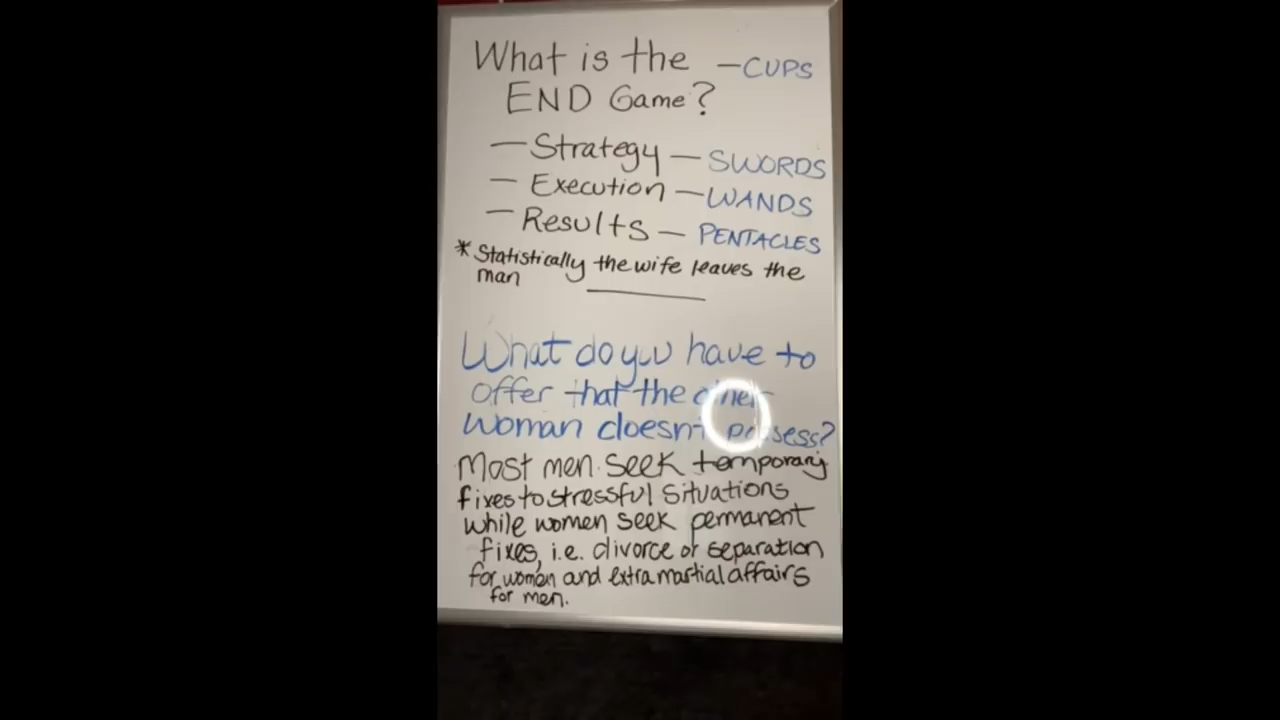 What is the - CUPS
END Game?
- Strategy - SWORDS
- Execution - WANDS
- Results - PENTACLES
* Statistically the wife leaves the
man
What do you have to
offer that the other
woman doesn't possess?
Most men seek temporary
fixes to stressful situations
while women seek permanent
fixes, i.e. divorce or separation
for women and extramartial affairs
for men.